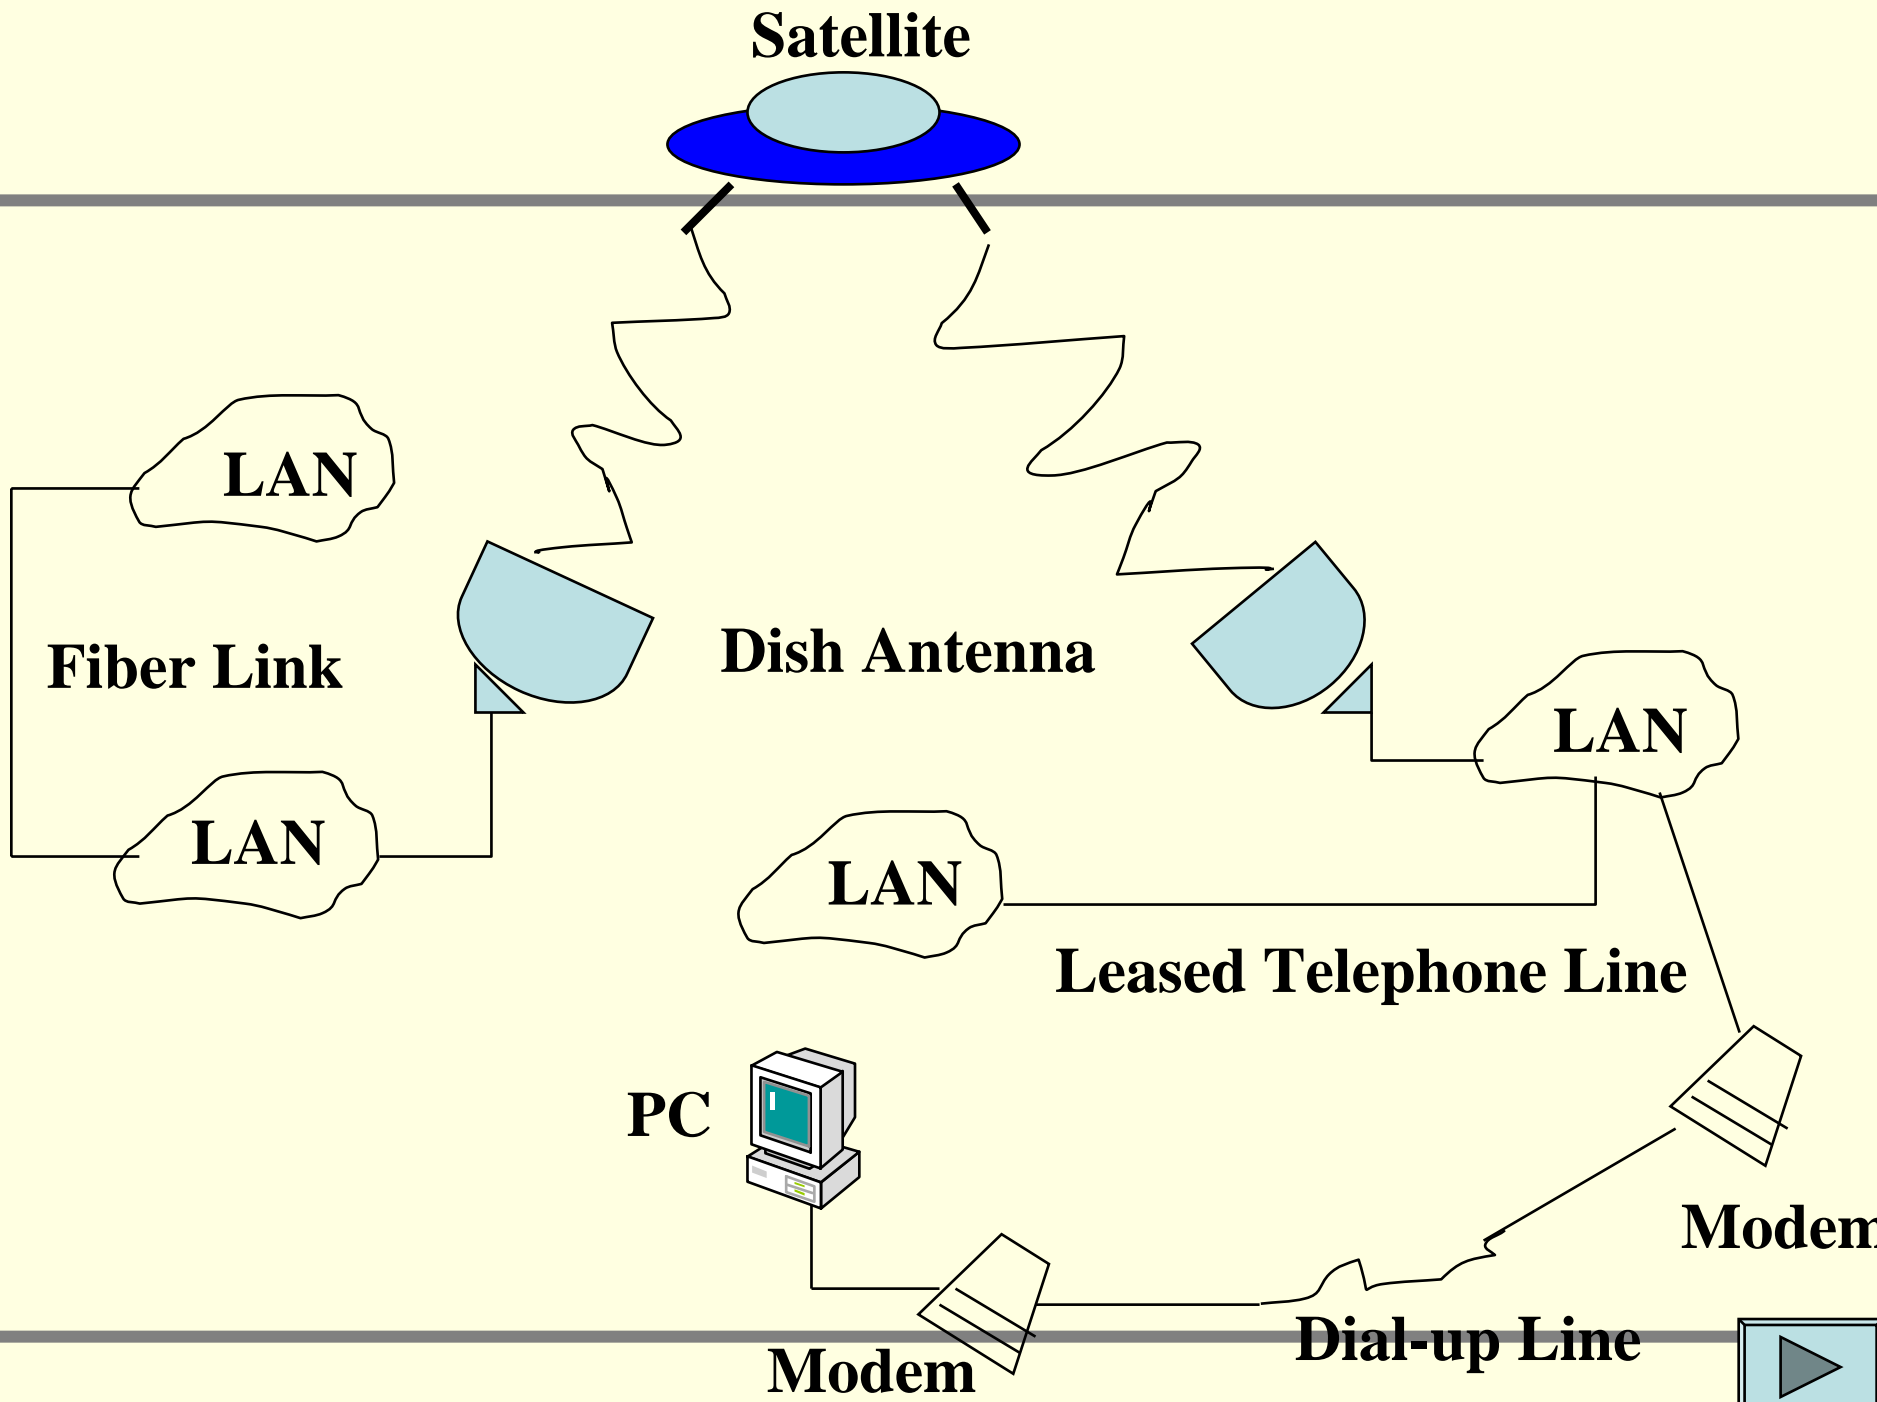 Satellite
LAN
Fiber Link
Dish Antenna
LAN
LAN
LAN
Leased Telephone Line
PC
Modem
Dial-up Line
Modem